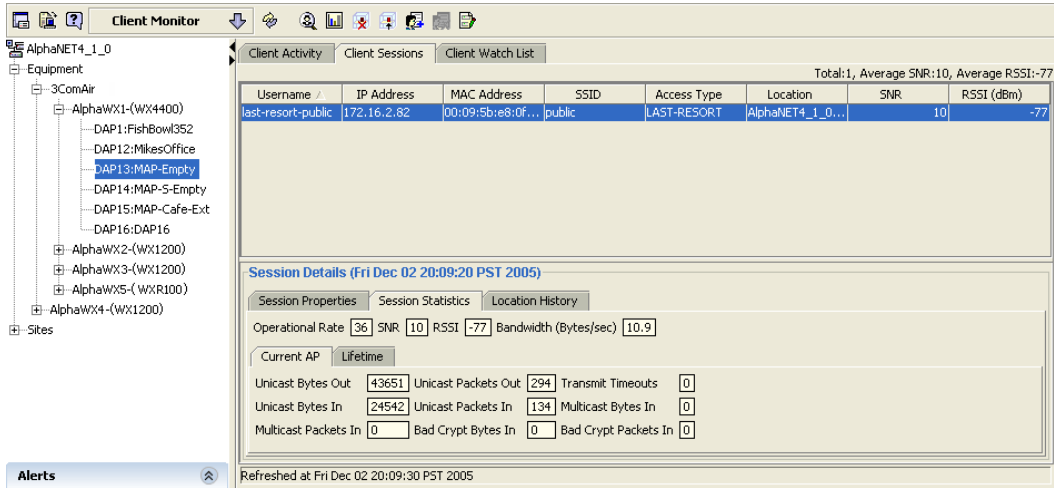 Client Monitor
AlphaNET4_1_0
Equipment
3ComAir
AlphaWX1-(WX4400)
DAP1:FishBowl352
DAP12:MikesOffice
DAP13:MAP-Empty
DAP14:MAP-S-Empty
DAP15:MAP-Cafe-Ext
DAP16:DAP16
AlphaWX2-(WX1200)
AlphaWX3-(WX1200)
AlphaWX5-( WXR100)
AlphaWX4-(WX1200)
Sites
Alerts
Client Activity Client Sessions Client Watch List
Total:1, Average SNR:10, Average RSSI:-77
Username IP Address MAC Address SSID Access Type Location SNR RSSI (dBm)
last-resort-public 172.16.2.82 00:09:5b:e8:0f... public LAST-RESORT AlphaNET4_1_0... 10 -77
Session Details (Fri Dec 02 20:09:20 PST 2005)
Session Properties Session Statistics Location History
Operational Rate 36 SNR 10 RSSI -77 Bandwidth (Bytes/sec) 10.9
Current AP Lifetime
Unicast Bytes Out 43651 Unicast Packets Out 294 Transmit Timeouts 0
Unicast Bytes In 24542 Unicast Packets In 134 Multicast Bytes In 0
Multicast Packets In 0 Bad Crypt Bytes In 0 Bad Crypt Packets In 0
Refreshed at Fri Dec 02 20:09:30 PST 2005